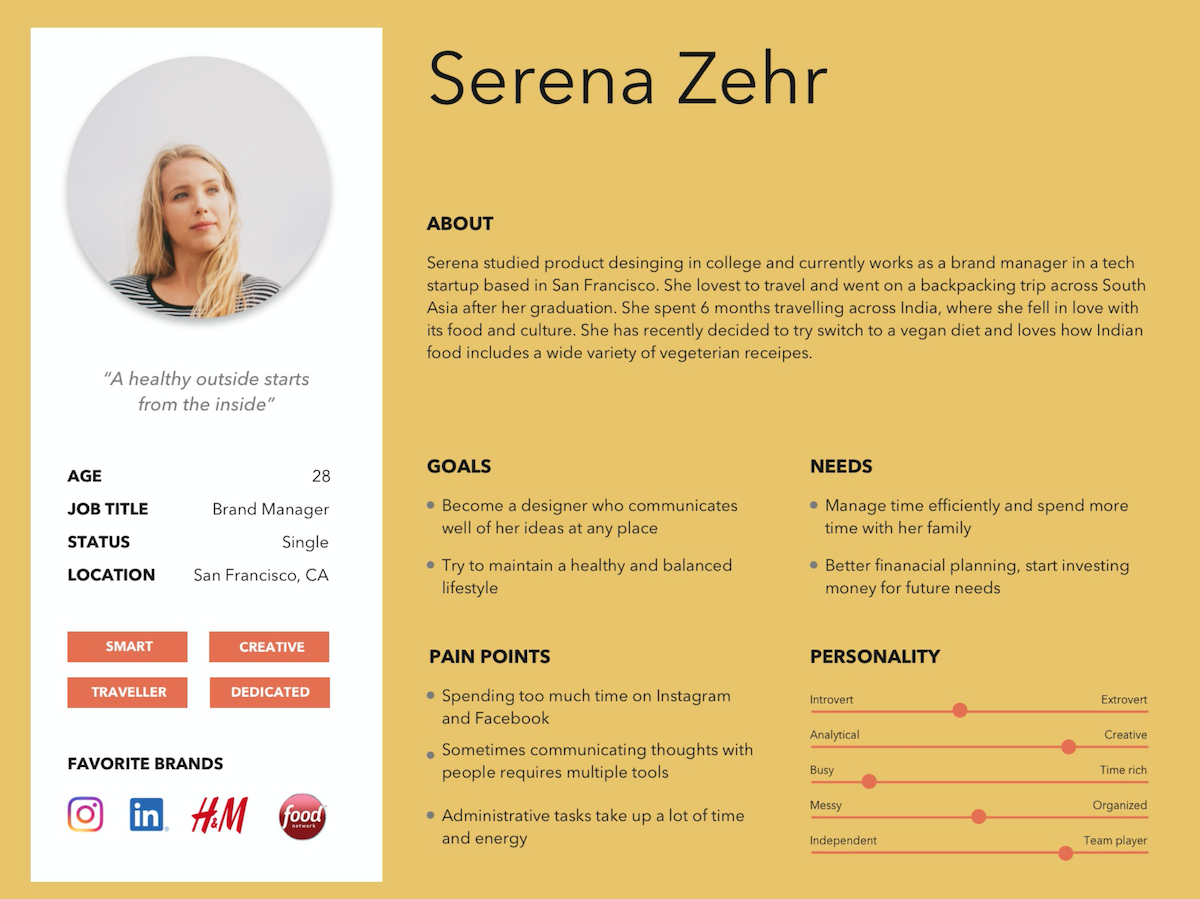 Serena Zehr
“A healthy outside starts
from the inside”
AGE 28
JOB TITLE Brand Manager
STATUS Single
LOCATION San Francisco, CA
SMART CREATIVE
TRAVELLER DEDICATED
FAVORITE BRANDS
in H&M food network
ABOUT
Serena studied product desinging in college and currently works as a brand manager in a tech
startup based in San Francisco. She lovest to travel and went on a backpacking trip across South
Asia after her graduation. She spent 6 months travelling across India, where she fell in love with
its food and culture. She has recently decided to try switch to a vegan diet and loves how Indian
food includes a wide variety of vegeterian receipes.
GOALS
Become a designer who communicates
well of her ideas at any place
Try to maintain a healthy and balanced
lifestyle
NEEDS
Manage time efficiently and spend more
time with her family
Better finanacial planning, start investing
money for future needs
PAIN POINTS
Spending too much time on Instagram
and Facebook
Sometimes communicating thoughts with
people requires multiple tools
Administrative tasks take up a lot of time
and energy
PERSONALITY
Introvert Extrovert
Analytical Creative
Busy Time rich
Messy Organized
Independent Team player